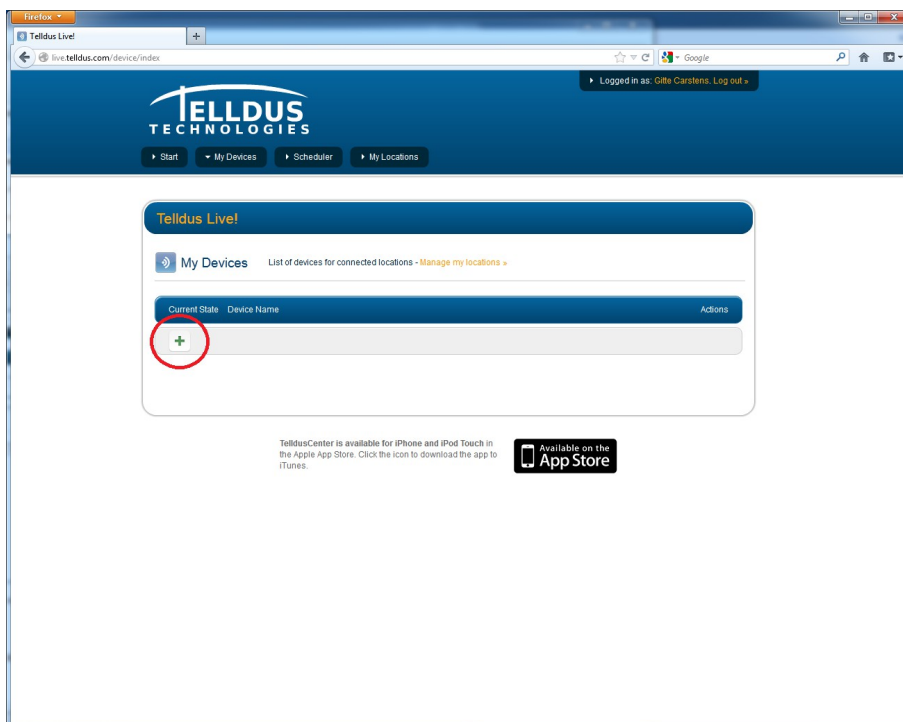 Firefox
Telldus Live!
live.telldus.com/device/index
Google
Logged in as: Gitte Carstens. Log out »
TELLDUS
TECHNOLOGIES
Start
My Devices
Scheduler
My Locations
Telldus Live!
My Devices
List of devices for connected locations - Manage my locations »
Current State
Device Name
Actions
TelldusCenter is available for iPhone and iPod Touch in
the Apple App Store. Click the icon to download the app to
iTunes.
Available on the
App Store